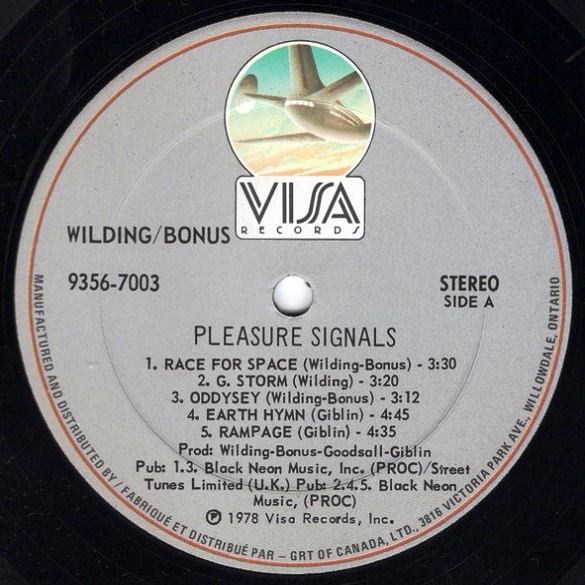 VISA
RECORDS
WILDING/BONUS
9356-7003
STEREO
SIDE A
PLEASURE SIGNALS
1. RACE FOR SPACE (Wilding-Bonus) - 3:30
2. G. STORM (Wilding) - 3:20
3. ODDYSEY (Wilding-Bonus) - 3:12
4. EARTH HYMN (Giblin) - 4:45
5. RAMPAGE (Giblin) - 4:35
Prod: Wilding-Bonus-Goodsall-Giblin
Pub: 1.3. Black Neon Music, Inc. (PROC)/Street
Tunes Limited (U.K.) Pub: 2.4.5. Black Neon
Music, (PROC)
℗ 1978 Visa Records, Inc.
MANUFACTURED AND DISTRIBUTED BY / FABRIQUÉ ET DISTRIBUÉ PAR – GRT OF CANADA, LTD., 3816 VICTORIA PARK AVE, WILLOWDALE, ONTARIO